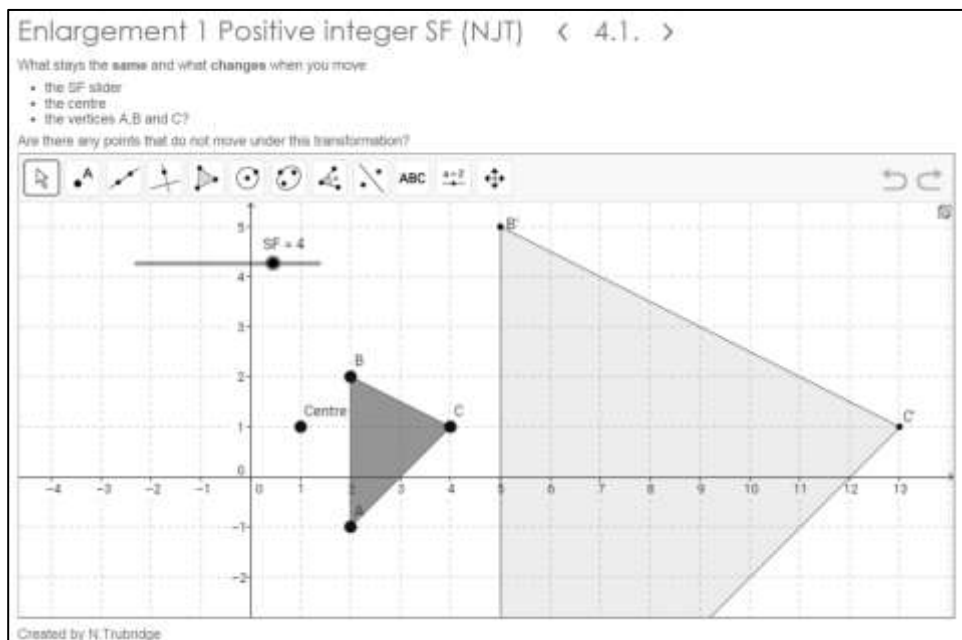 Enlargement 1 Positive integer SF (NJT) < 4.1. >
What stays the same and what changes when you move
• the SF slider
• the centre
• the vertices A,B and C?
Are there any points that do not move under this transformation?
A ABC a=2
SF = 4
B'
5
4
3
2
1
0
-1
-2
B
Centre
C
A
C'
-4 -3 -2 -1 0 1 2 3 4 5 6 7 8 9 10 11 12 13
Created by N.Trubridge